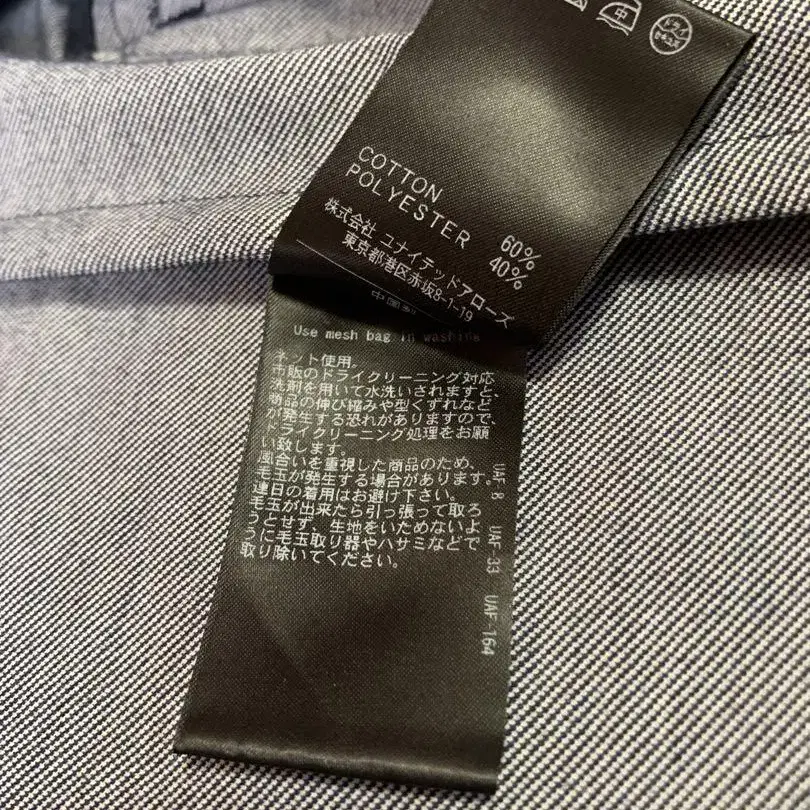 中
COTTON 60%
POLYESTER 40%
株式会社 ユナイテッドアローズ
東京都港区赤坂8-1-19
中国製
Use mesh bag in washing
ネット使用。
市販のドライクリーニング対応
洗剤を用いて水洗いされますと、
商品の伸び縮みや型くずれなど
が発生する恐れがありますので、
ドライクリーニング処理をお願
い致します。
風合いを重視した商品のため、
毛玉が発生する場合があります。
連日の着用はお避け下さい。
毛玉が出来たら引っ張って取ろ
うとせず、生地をいためないよ
うに毛玉取り器やハサミなどで
取り除いてください。
UAF-8 UAF-33 UAF-164